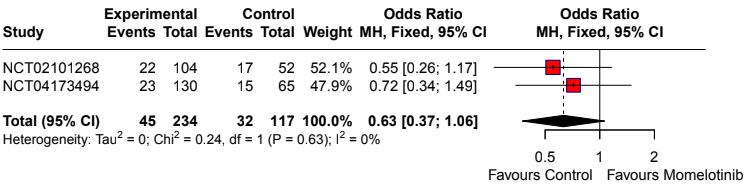 Experimental Control Odds Ratio Odds Ratio
Study Events Total Events Total Weight MH, Fixed, 95% CI MH, Fixed, 95% CI
NCT02101268 22 104 17 52 52.1% 0.55 [0.26; 1.17]
NCT04173494 23 130 15 65 47.9% 0.72 [0.34; 1.49]
Total (95% CI) 45 234 32 117 100.0% 0.63 [0.37; 1.06]
Heterogeneity: Tau² = 0; Chi² = 0.24, df = 1 (P = 0.63); I² = 0%
0.5 1 2
Favours Control Favours Momelotinib